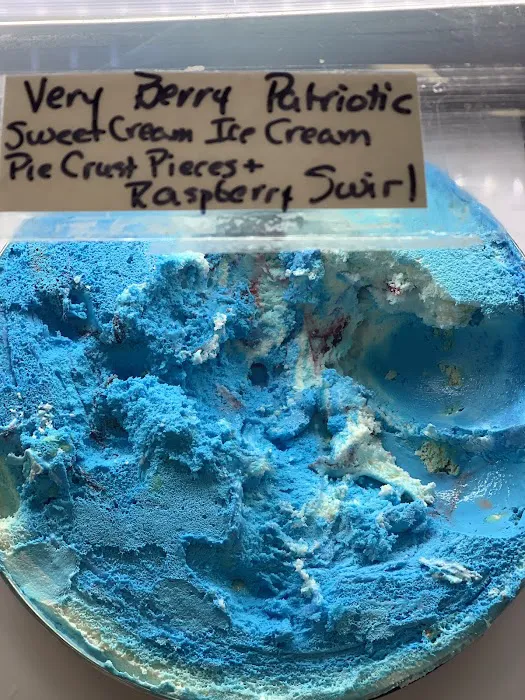 Very Berry Patriotic
Sweet Cream Ice Cream
Pie Crust Pieces +
Raspberry Swirl